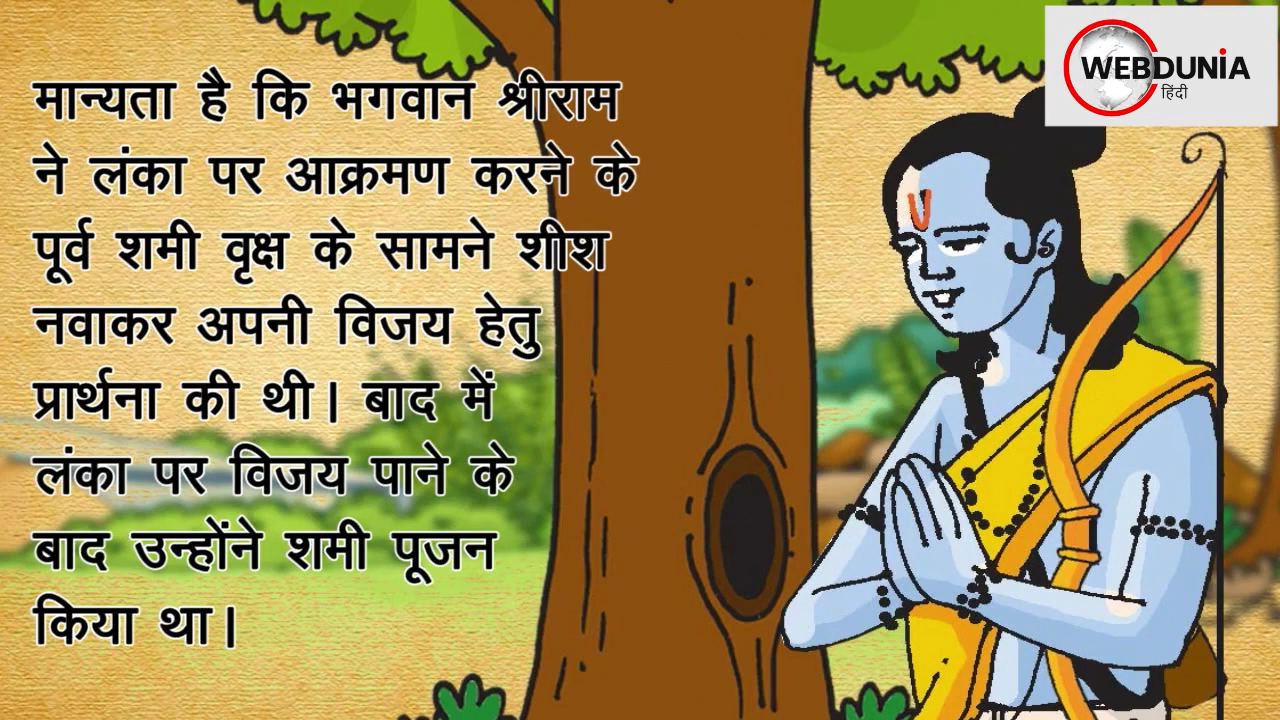 मान्यता है कि भगवान श्रीराम
ने लंका पर आक्रमण करने के
पूर्व शमी वृक्ष के सामने शीश
नवाकर अपनी विजय हेतु
प्रार्थना की थी। बाद में
लंका पर विजय पाने के
बाद उन्होंने शमी पूजन
किया था।
WEBDUNIA
हिंदी